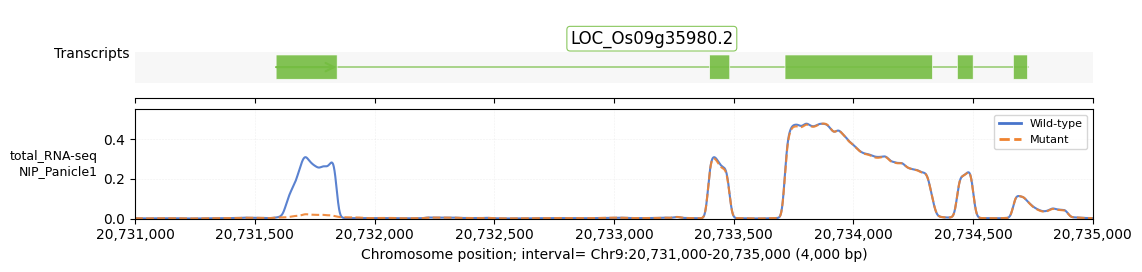 LOC_Os09g35980.2
Transcripts
Wild-type
Mutant
total_RNA-seq
NIP_Panicle1
0.4
0.2
0.0
20,731,000 20,731,500 20,732,000 20,732,500 20,733,000 20,733,500 20,734,000 20,734,500 20,735,000
Chromosome position; interval= Chr9:20,731,000-20,735,000 (4,000 bp)